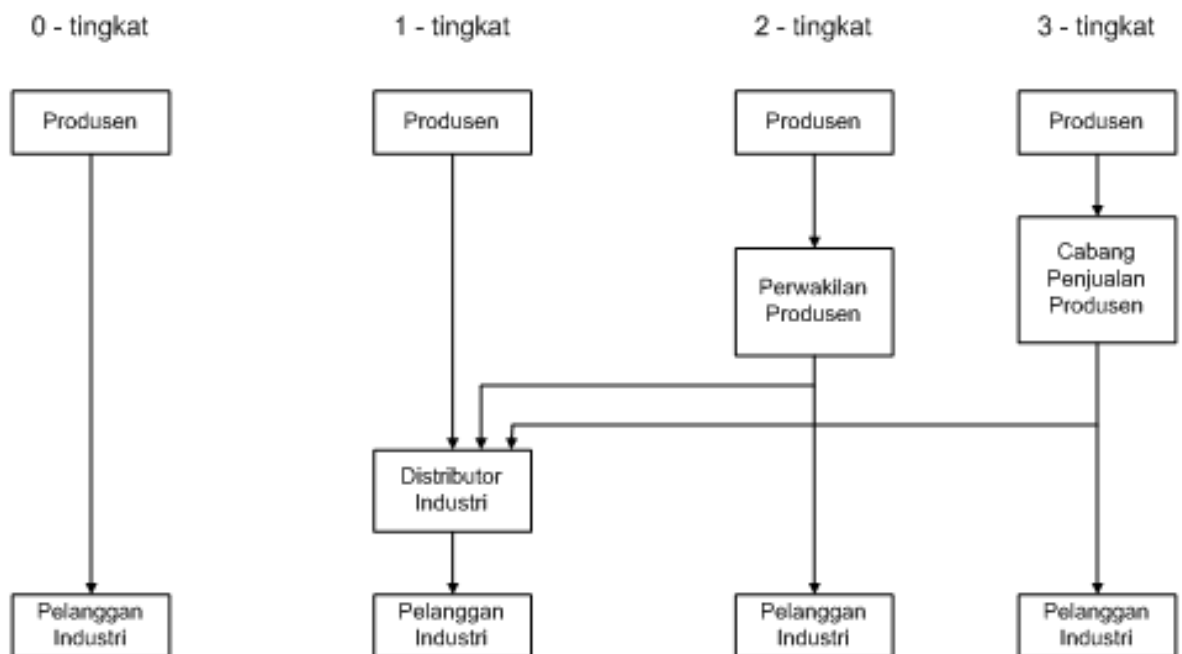 0 - tingkat
1 - tingkat
2 - tingkat
3 - tingkat
Produsen
Produsen
Produsen
Produsen
Cabang
Penjualan
Produsen
Perwakilan
Produsen
Distributor
Industri
Pelanggan
Industri
Pelanggan
Industri
Pelanggan
Industri
Pelanggan
Industri